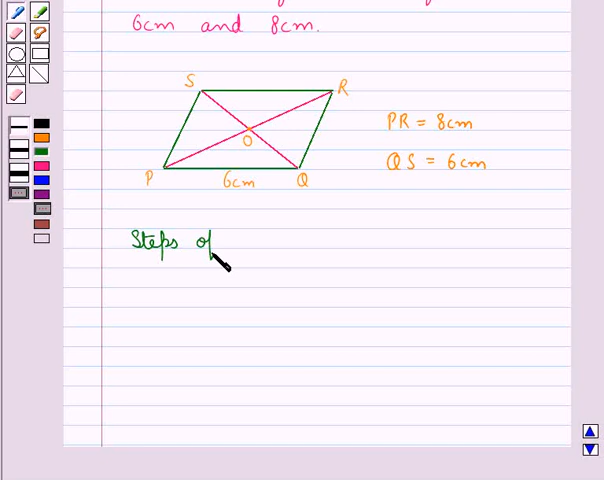 6cm and 8cm.
S
R
PR = 8cm
O
QS = 6cm
P
6cm
Q
Steps of